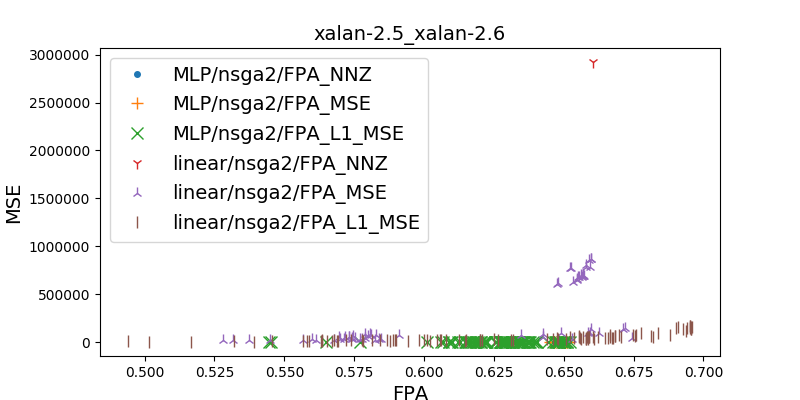 xalan-2.5_xalan-2.6
MSE
3000000
2500000
2000000
1500000
1000000
500000
0
MLP/nsga2/FPA_NNZ
MLP/nsga2/FPA_MSE
MLP/nsga2/FPA_L1_MSE
linear/nsga2/FPA_NNZ
linear/nsga2/FPA_MSE
linear/nsga2/FPA_L1_MSE
0.500 0.525 0.550 0.575 0.600 0.625 0.650 0.675 0.700
FPA